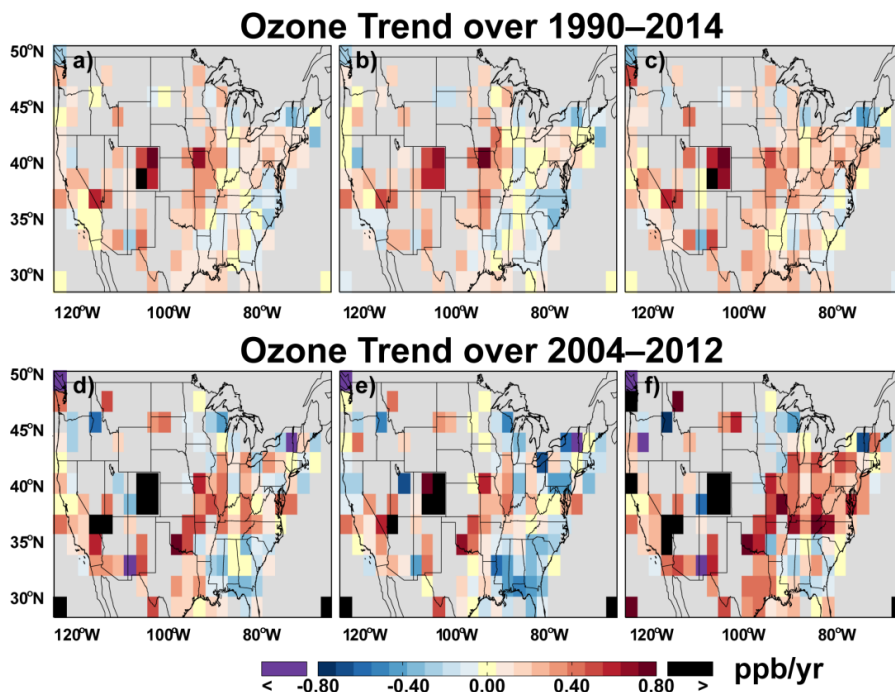 Ozone Trend over 1990–2014
50°N
45°N
40°N
35°N
30°N
a)
b)
c)
120°W 100°W 80°W
120°W 100°W 80°W
120°W 100°W 80°W
Ozone Trend over 2004–2012
50°N
45°N
40°N
35°N
30°N
d)
e)
f)
120°W 100°W 80°W
120°W 100°W 80°W
120°W 100°W 80°W
< -0.80 -0.40 0.00 0.40 0.80 > ppb/yr